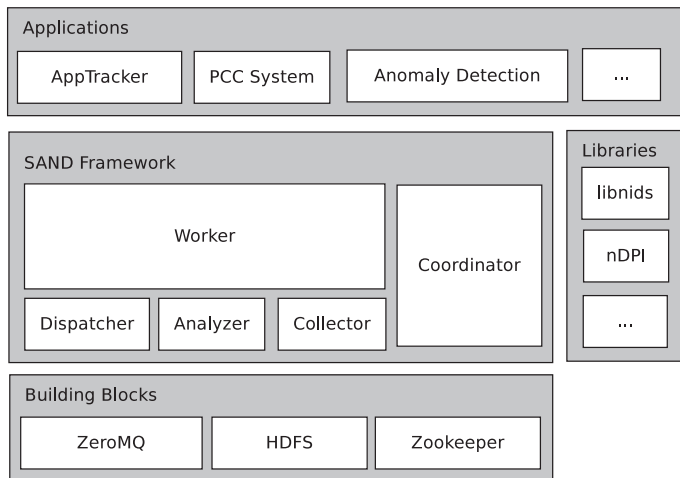 Applications
AppTracker
PCC System
Anomaly Detection
...
SAND Framework
Worker
Coordinator
Dispatcher
Analyzer
Collector
Libraries
libnids
nDPI
...
Building Blocks
ZeroMQ
HDFS
Zookeeper